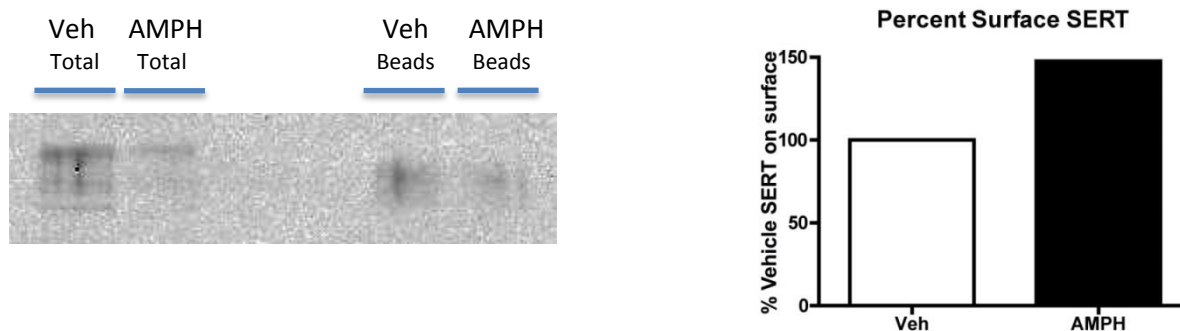 Veh AMPH Veh AMPH
Total Total Beads Beads
Percent Surface SERT
% Vehicle SERT on surface
150
100
50
0
Veh AMPH